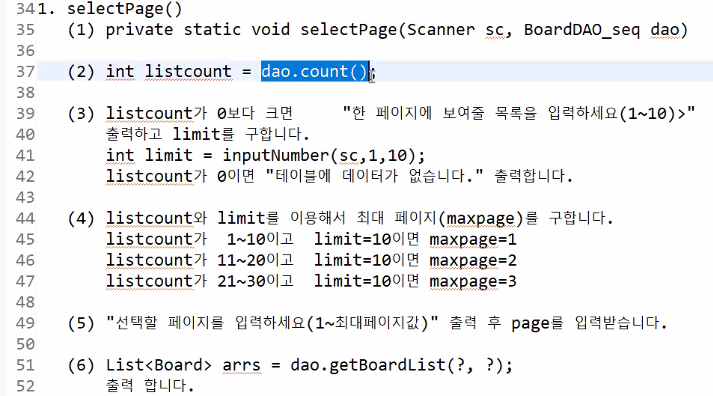 34 1. selectPage()
35 (1) private static void selectPage(Scanner sc, BoardDAO_seq dao)
36
37 (2) int listcount = dao.count();
38
39 (3) listcount가 0보다 크면 "한 페이지에 보여줄 목록을 입력하세요(1~10)>"
40 출력하고 limit를 구합니다.
41 int limit = inputNumber(sc,1,10);
42 listcount가 0이면 "테이블에 데이터가 없습니다." 출력합니다.
43
44 (4) listcount와 limit를 이용해서 최대 페이지(maxpage)를 구합니다.
45 listcount가 1~10이고 limit=10이면 maxpage=1
46 listcount가 11~20이고 limit=10이면 maxpage=2
47 listcount가 21~30이고 limit=10이면 maxpage=3
48
49 (5) "선택할 페이지를 입력하세요(1~최대페이지값)" 출력 후 page를 입력받습니다.
50
51 (6) List<Board> arrs = dao.getBoardList(?, ?);
52 출력 합니다.